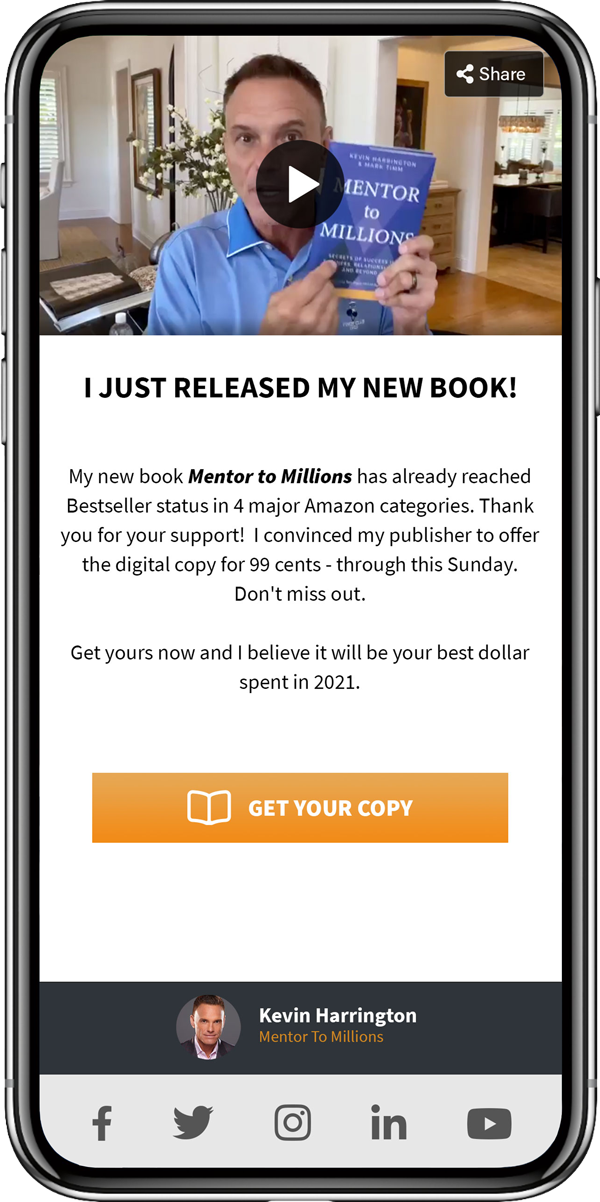 Share
KEVIN HARRINGTON
& MARK TIMM
MENTOR
to
MILLIONS
SECRETS OF SUCCESS
AND BEYOND
I JUST RELEASED MY NEW BOOK!
My new book Mentor to Millions has already reached
Bestseller status in 4 major Amazon categories. Thank
you for your support! I convinced my publisher to offer
the digital copy for 99 cents - through this Sunday.
Don't miss out.
Get yours now and I believe it will be your best dollar
spent in 2021.
GET YOUR COPY
Kevin Harrington
Mentor To Millions